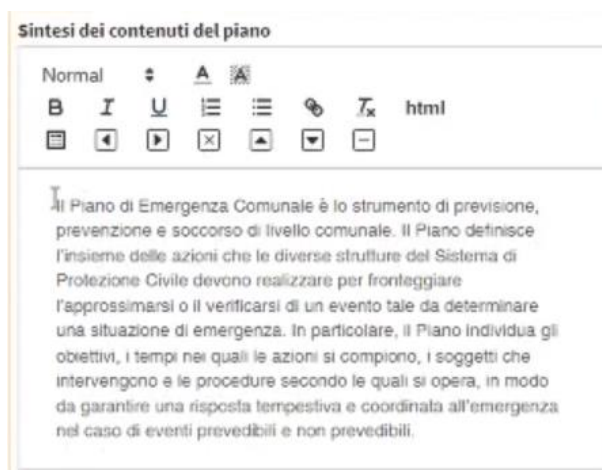 Sintesi dei contenuti del piano
Normal A A
B I U Tx html
Il Piano di Emergenza Comunale è lo strumento di previsione,
prevenzione e soccorso di livello comunale. Il Piano definisce
l'insieme delle azioni che le diverse strutture del Sistema di
Protezione Civile devono realizzare per fronteggiare
l'approssimarsi o il verificarsi di un evento tale da determinare
una situazione di emergenza. In particolare, il Piano individua gli
obiettivi, i tempi nei quali le azioni si compiono, i soggetti che
intervengono e le procedure secondo le quali si opera, in modo
da garantire una risposta tempestiva e coordinata all'emergenza
nel caso di eventi prevedibili e non prevedibili.